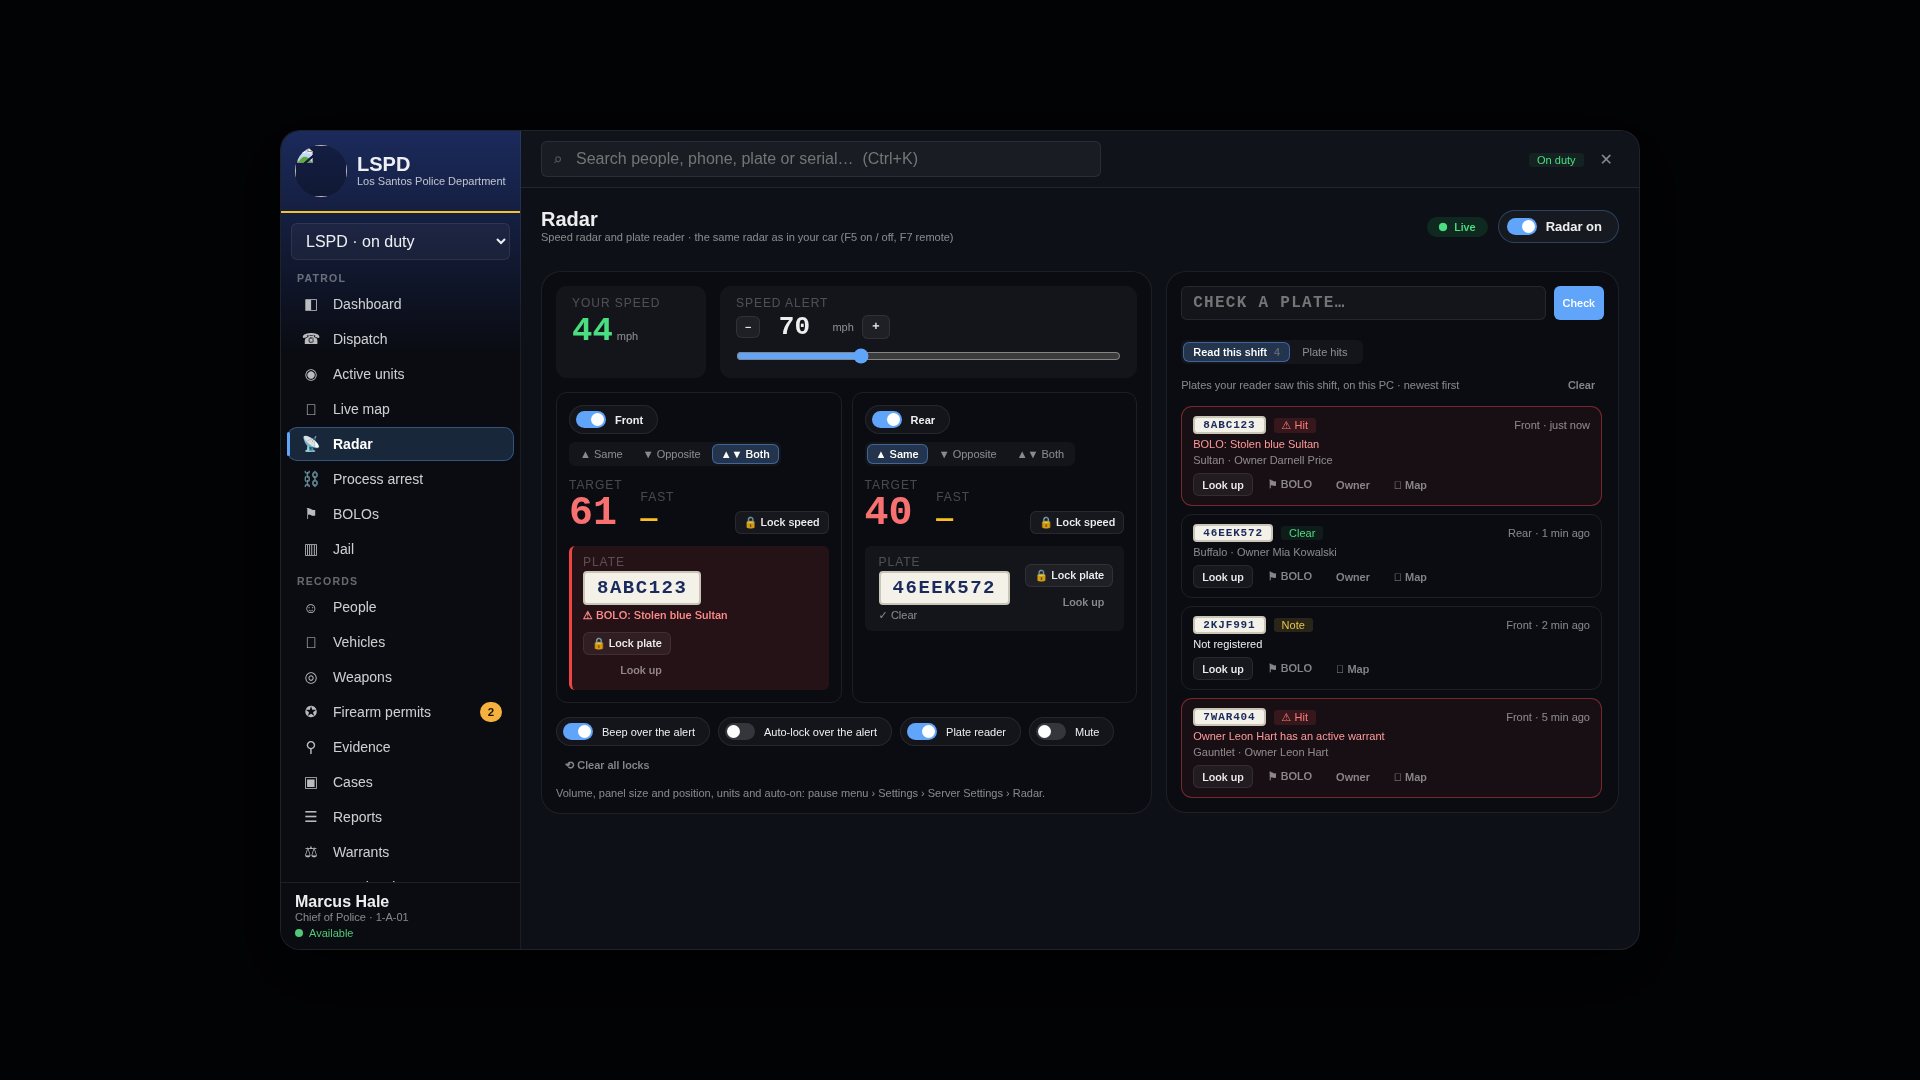 LSPD
Los Santos Police Department
LSPD · on duty
PATROL
Dashboard
Dispatch
Active units
Live map
Radar
Process arrest
BOLOs
Jail
RECORDS
People
Vehicles
Weapons
Firearm permits 2
Evidence
Cases
Reports
Warrants
Marcus Hale
Chief of Police · 1-A-01
Available
Search people, phone, plate or serial… (Ctrl+K)
On duty ✕
Radar
Speed radar and plate reader · the same radar as in your car (F5 on / off, F7 remote)
Live
Radar on
YOUR SPEED
44 mph
SPEED ALERT
– 70 mph +
Front
▲ Same ▼ Opposite ▲▼ Both
TARGET
61
FAST
–
🔒 Lock speed
PLATE
8ABC123
⚠ BOLO: Stolen blue Sultan
🔒 Lock plate
Look up
Rear
▲ Same ▼ Opposite ▲▼ Both
TARGET
40
FAST
–
🔒 Lock speed
PLATE
46EEK572
✓ Clear
🔒 Lock plate
Look up
Beep over the alert
Auto-lock over the alert
Plate reader
Mute
⟲ Clear all locks
Volume, panel size and position, units and auto-on: pause menu › Settings › Server Settings › Radar.
CHECK A PLATE…
Check
Read this shift 4 Plate hits
Plates your reader saw this shift, on this PC · newest first
Clear
8ABC123 ⚠ Hit Front · just now
BOLO: Stolen blue Sultan
Sultan · Owner Darnell Price
Look up ⚑ BOLO Owner Map
46EEK572 Clear Rear · 1 min ago
Buffalo · Owner Mia Kowalski
Look up ⚑ BOLO Owner Map
2KJF991 Note Front · 2 min ago
Not registered
Look up ⚑ BOLO Map
7WAR404 ⚠ Hit Front · 5 min ago
Owner Leon Hart has an active warrant
Gauntlet · Owner Leon Hart
Look up ⚑ BOLO Owner Map